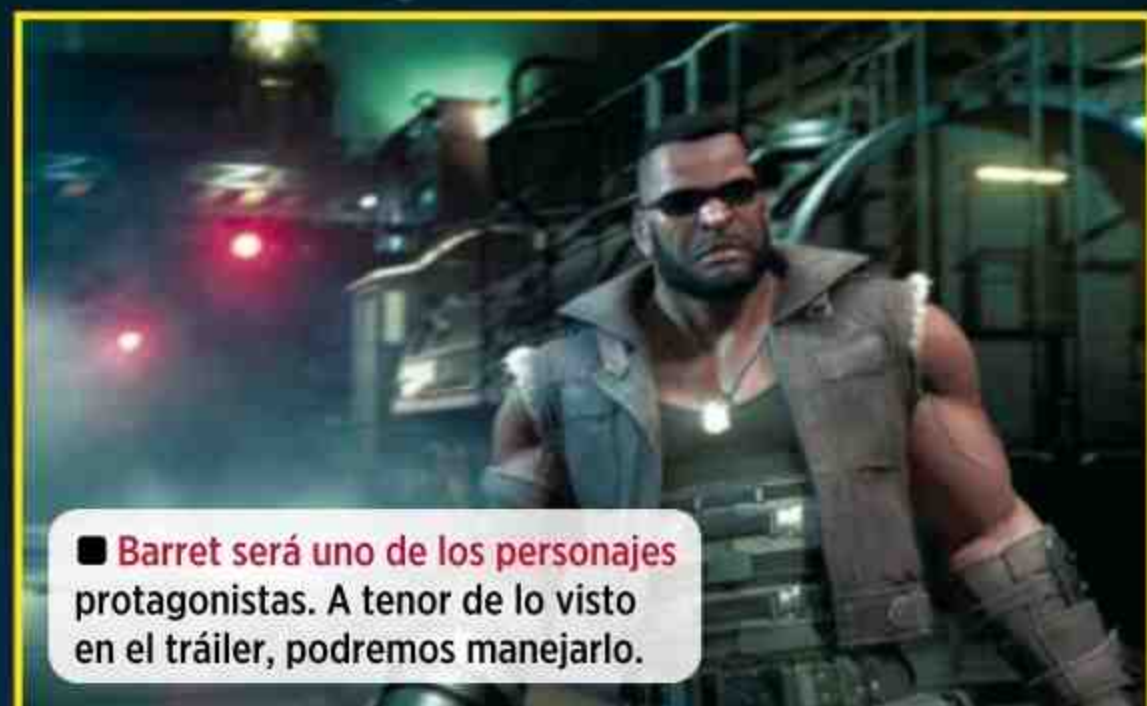 ■ Barret será uno de los personajes
protagonistas. A tenor de lo visto
en el tráiler, podremos manejarlo.